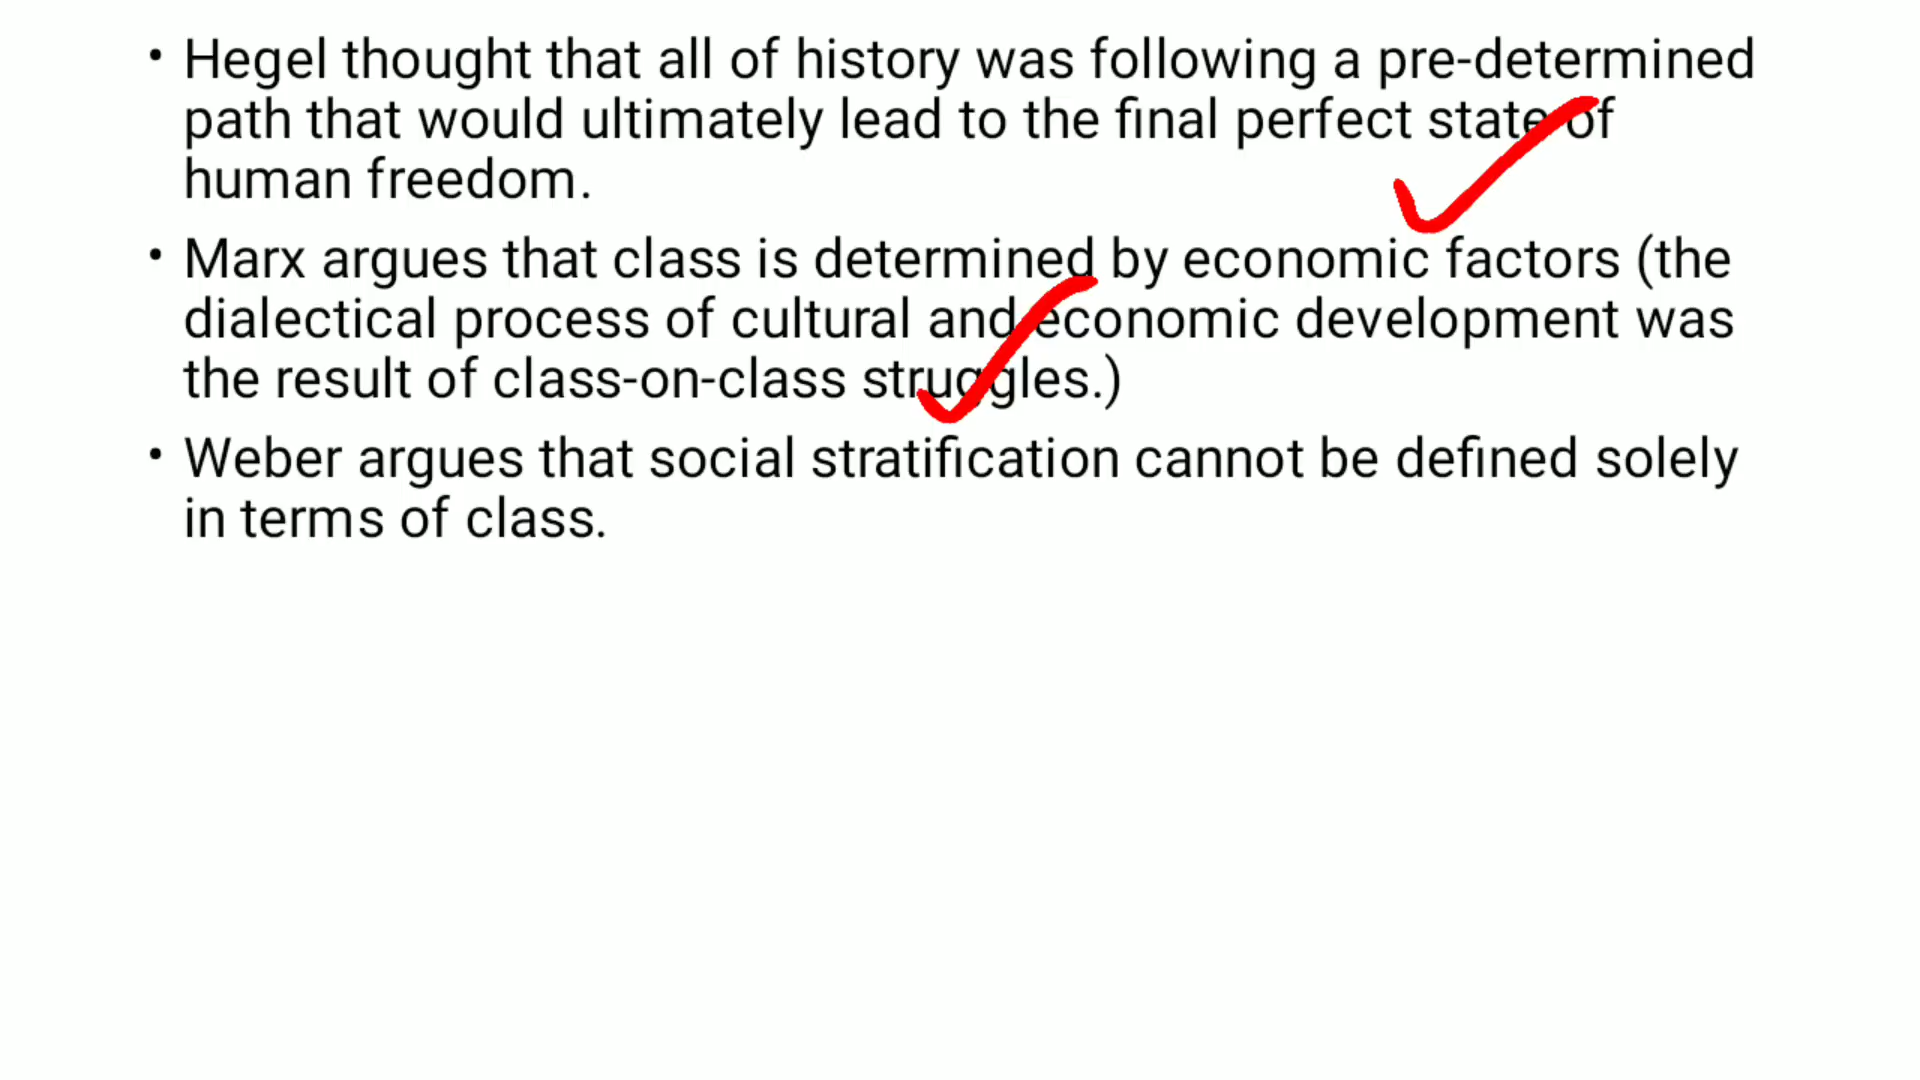 • Hegel thought that all of history was following a pre-determined
path that would ultimately lead to the final perfect state of
human freedom.
• Marx argues that class is determined by economic factors (the
dialectical process of cultural and economic development was
the result of class-on-class struggles.)
• Weber argues that social stratification cannot be defined solely
in terms of class.